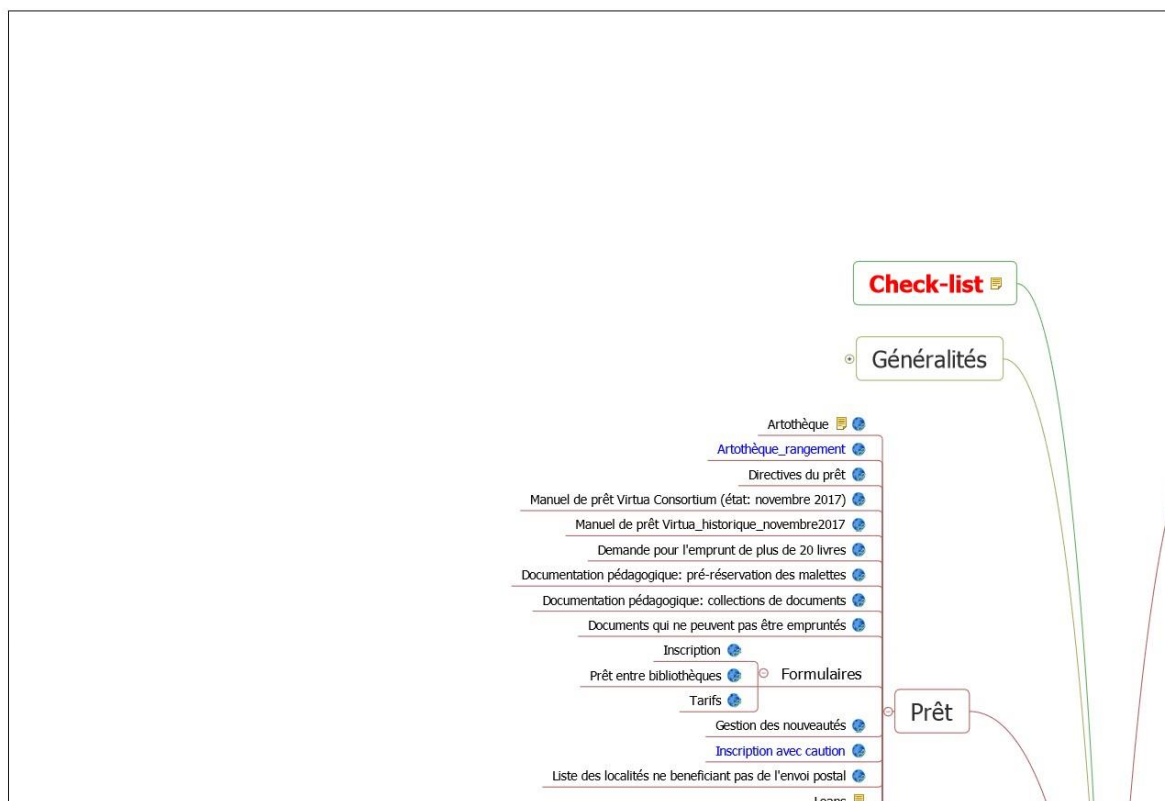 Check-list
Généralités
Artothèque
Artothèque_rangement
Directives du prêt
Manuel de prêt Virtua Consortium (état: novembre 2017)
Manuel de prêt Virtua_historique_novembre2017
Demande pour l'emprunt de plus de 20 livres
Documentation pédagogique: pré-réservation des malettes
Documentation pédagogique: collections de documents
Documents qui ne peuvent pas être empruntés
Inscription
Prêt entre bibliothèques
Tarifs
Formulaires
Gestion des nouveautés
Inscription avec caution
Liste des localités ne beneficiant pas de l'envoi postal
Loans
Prêt